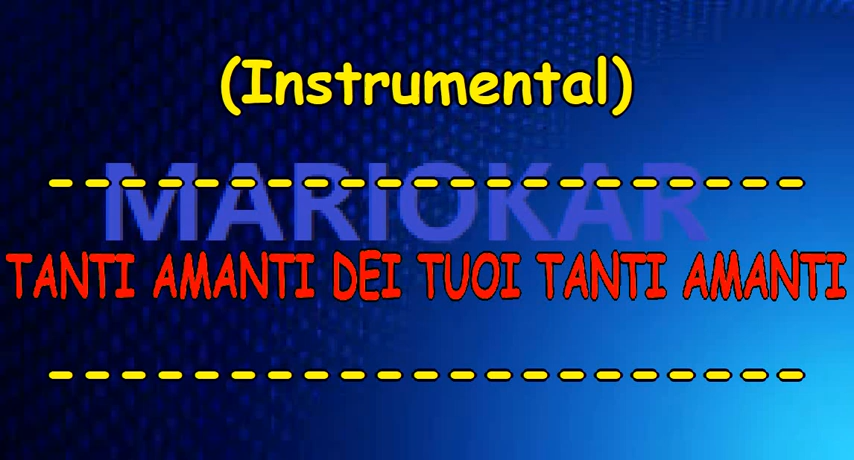 (Instrumental)
- - - - - - - - - - - - - - - - - - - - -
MARIOKAR
TANTI AMANTI DEI TUOI TANTI AMANTI
- - - - - - - - - - - - - - - - - - - - -